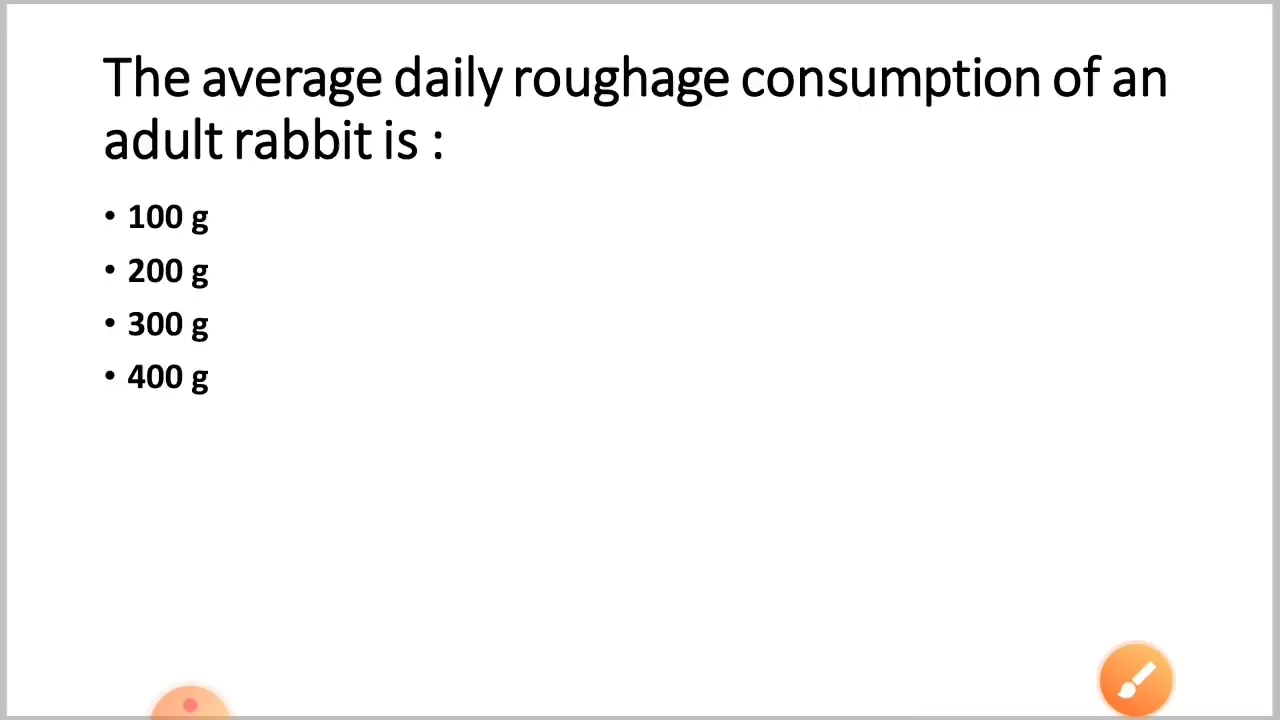 The average daily roughage consumption of an
adult rabbit is :
• 100 g
• 200 g
• 300 g
• 400 g